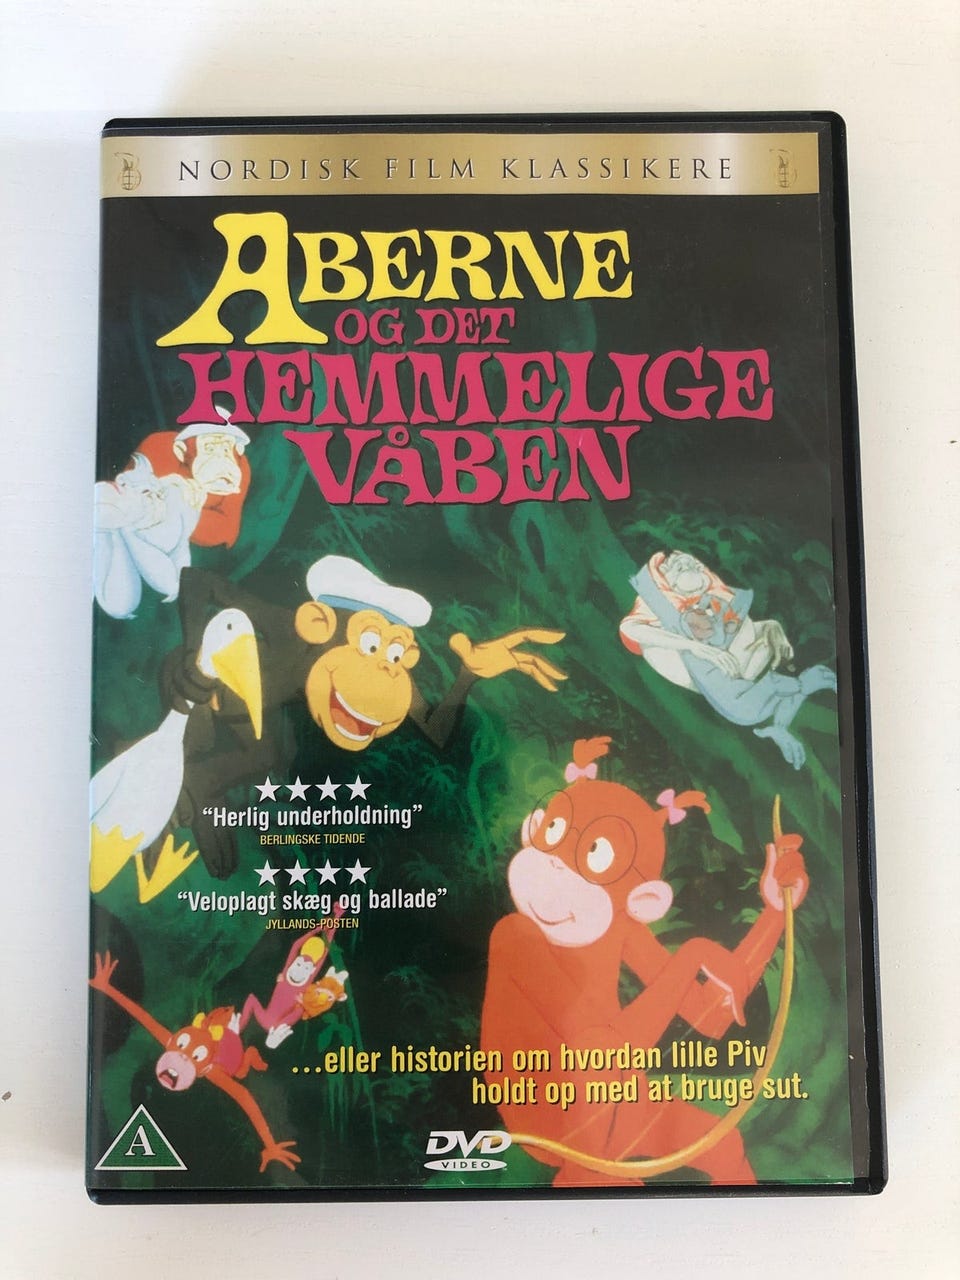 NORDISK FILM KLASSIKERE
ABERNE
OG DET
HEMMELIGE
VÅBEN
★★★★
“Herlig underholdning”
BERLINGSKE TIDENDE
★★★★
“Veloplagt skæg og ballade”
JYLLANDS-POSTEN
...eller historien om hvordan lille Piv
holdt op med at bruge sut.
A
DVD
VIDEO